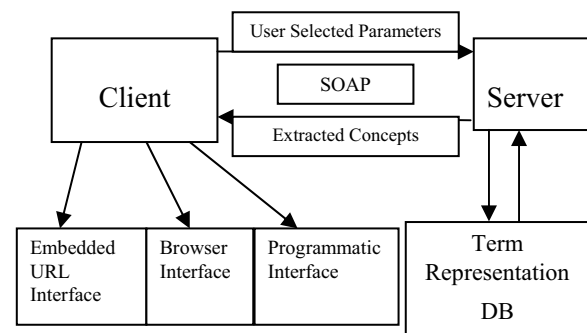 User Selected Parameters
Client
SOAP
Server
Extracted Concepts
Embedded
URL
Interface
Browser
Interface
Programmatic
Interface
Term
Representation
DB